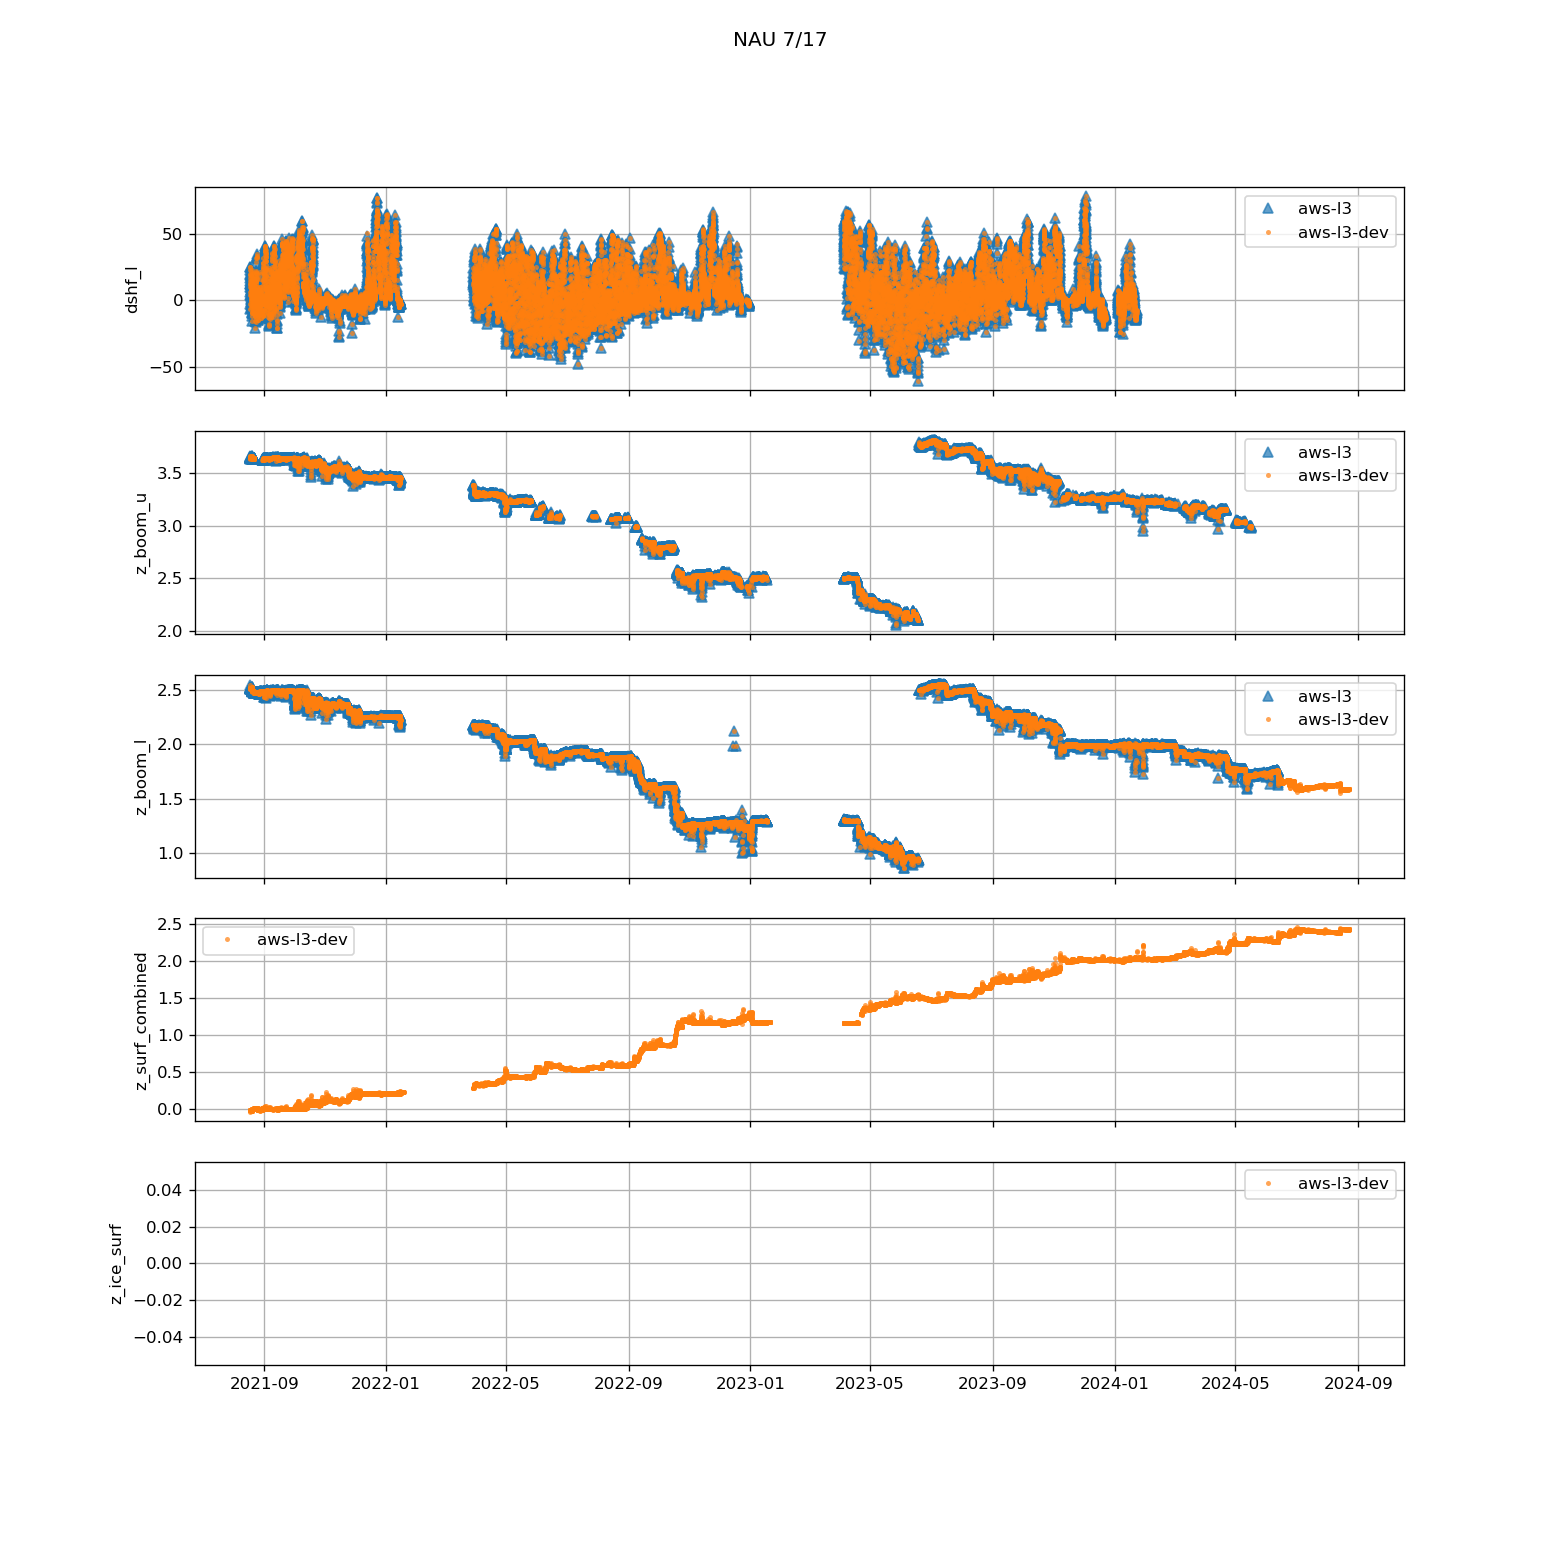 NAU 7/17
dshf_l
50
0
−50
aws-l3
aws-l3-dev
z_boom_u
3.5
3.0
2.5
2.0
aws-l3
aws-l3-dev
z_boom_l
2.5
2.0
1.5
1.0
aws-l3
aws-l3-dev
z_surf_combined
2.5
2.0
1.5
1.0
0.5
0.0
aws-l3-dev
z_ice_surf
0.04
0.02
0.00
−0.02
−0.04
aws-l3-dev
2021-09 2022-01 2022-05 2022-09 2023-01 2023-05 2023-09 2024-01 2024-05 2024-09